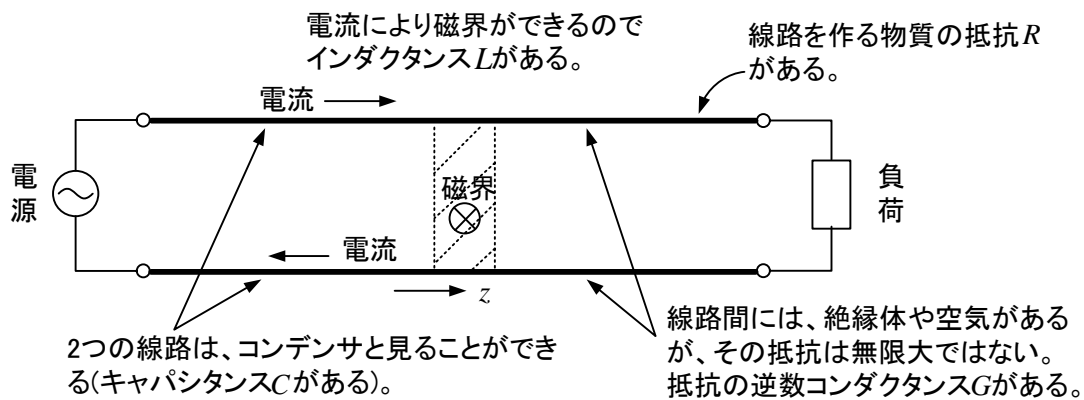 電流により磁界ができるので
インダクタンスLがある。
線路を作る物質の抵抗R
がある。
電流
電源
磁界
負荷
電流
z
2つの線路は、コンデンサと見ることができ
る(キャパシタンスCがある)。
線路間には、絶縁体や空気がある
が、その抵抗は無限大ではない。
抵抗の逆数コンダクタンスGがある。